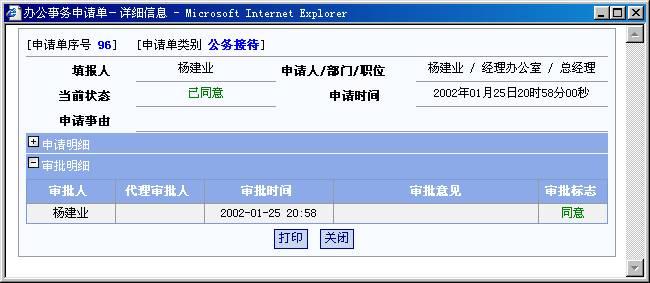 办公事务申请单－详细信息 - Microsoft Internet Explorer
[申请单序号 96] [申请单类别 公务接待]
填报人 杨建业 申请人/部门/职位 杨建业 / 经理办公室 / 总经理
当前状态 已同意 申请时间 2002年01月25日20时58分00秒
申请事由
申请明细
审批明细
审批人 代理审批人 审批时间 审批意见 审批标志
杨建业 2002-01-25 20:58 同意
打印 关闭